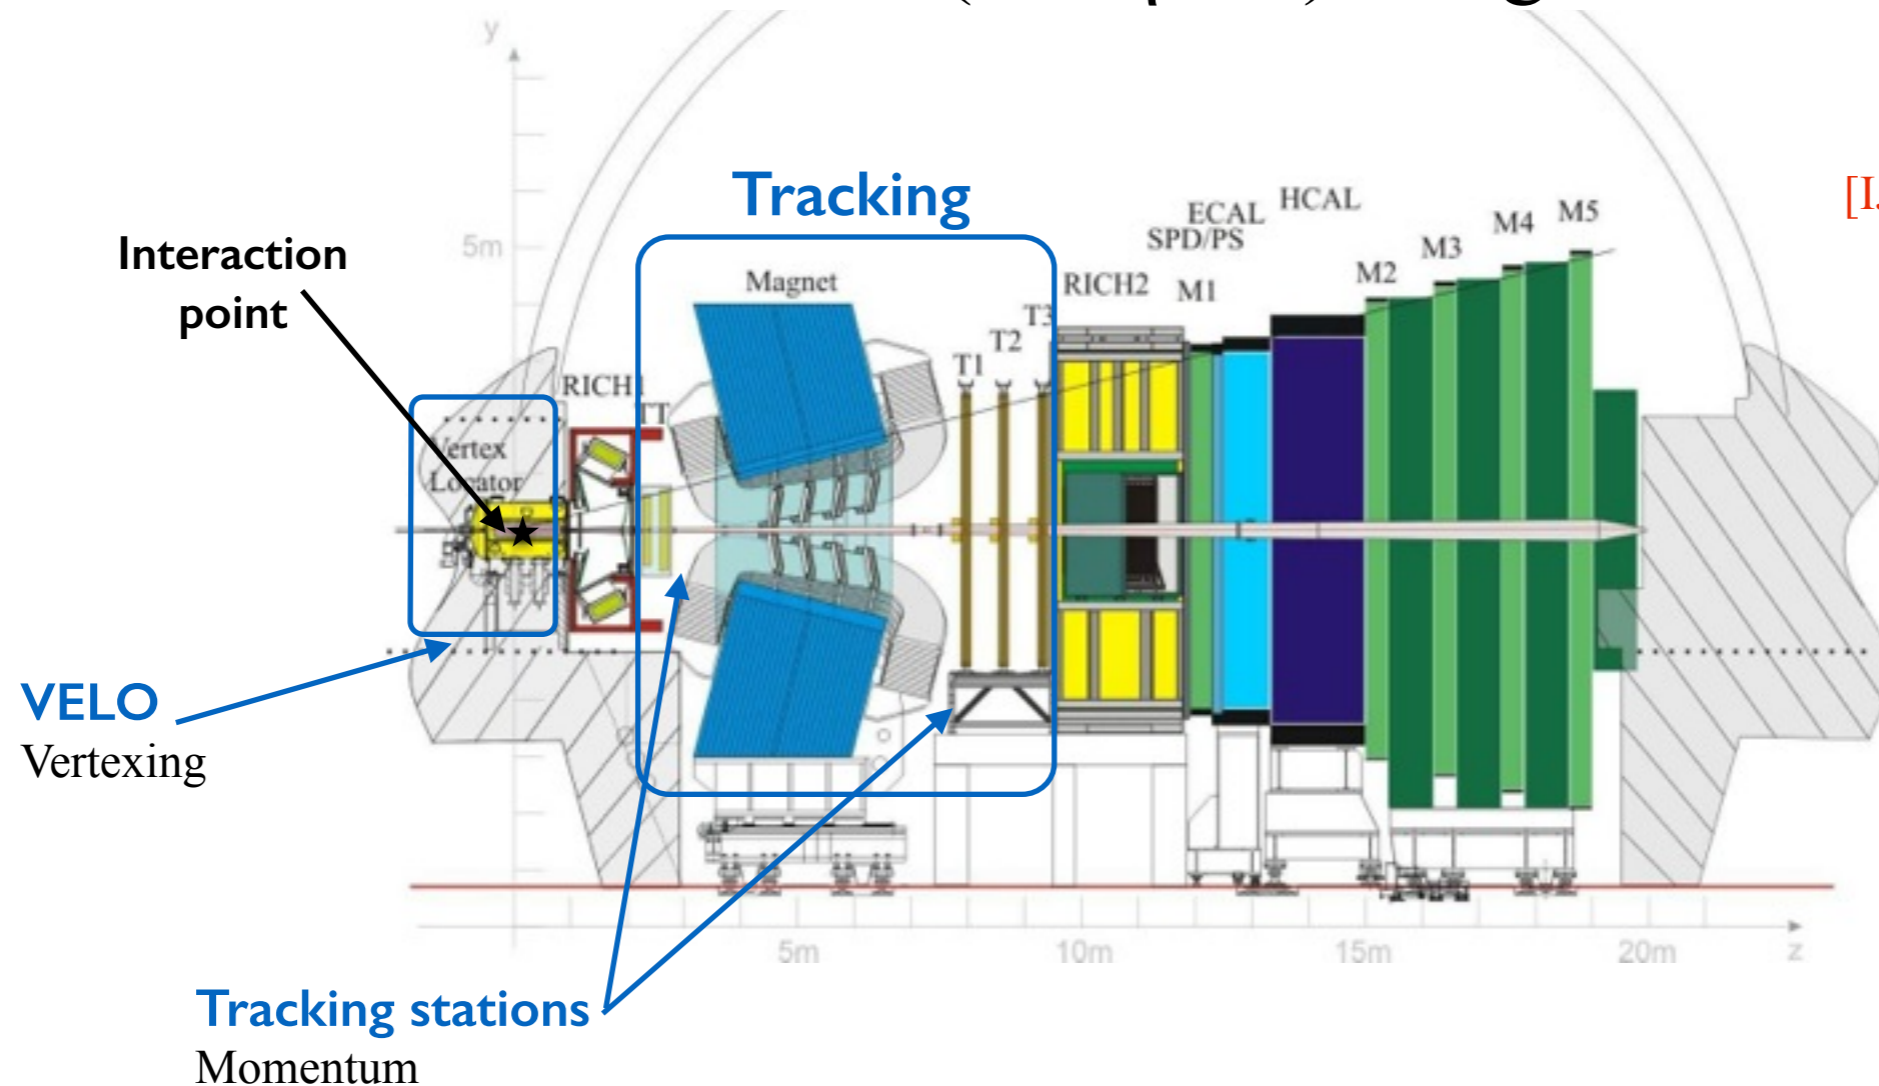 y
Tracking
[I
HCAL
ECAL
SPD/PS
M5
M4
M3
M2
M1
RICH2
5m
Interaction
point
Magnet
T3
T2
T1
RICH1
TT
Vertex
Locator
VELO
Vertexing
5m
10m
15m
20m
z
Tracking stations
Momentum